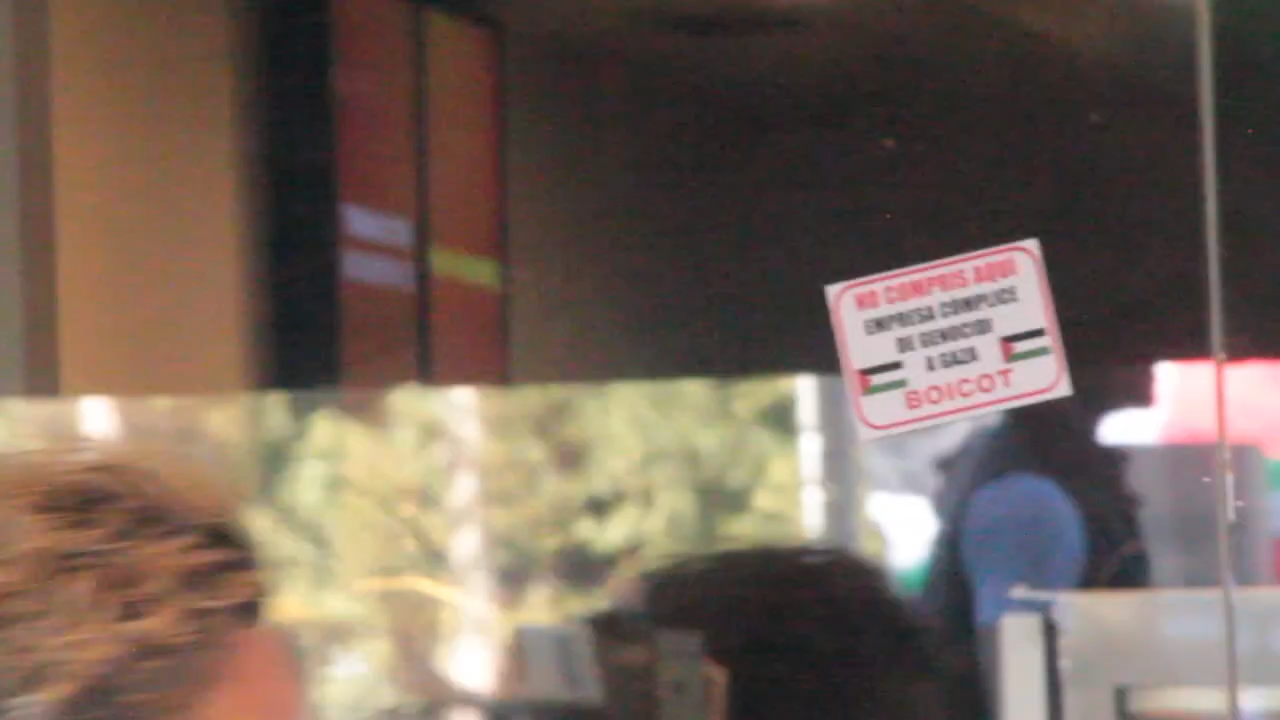 NO COMPRIS AQUÍ
EMPRESA CÒMPLICE
DE GENOCIDI
A GAZA
BOICOT